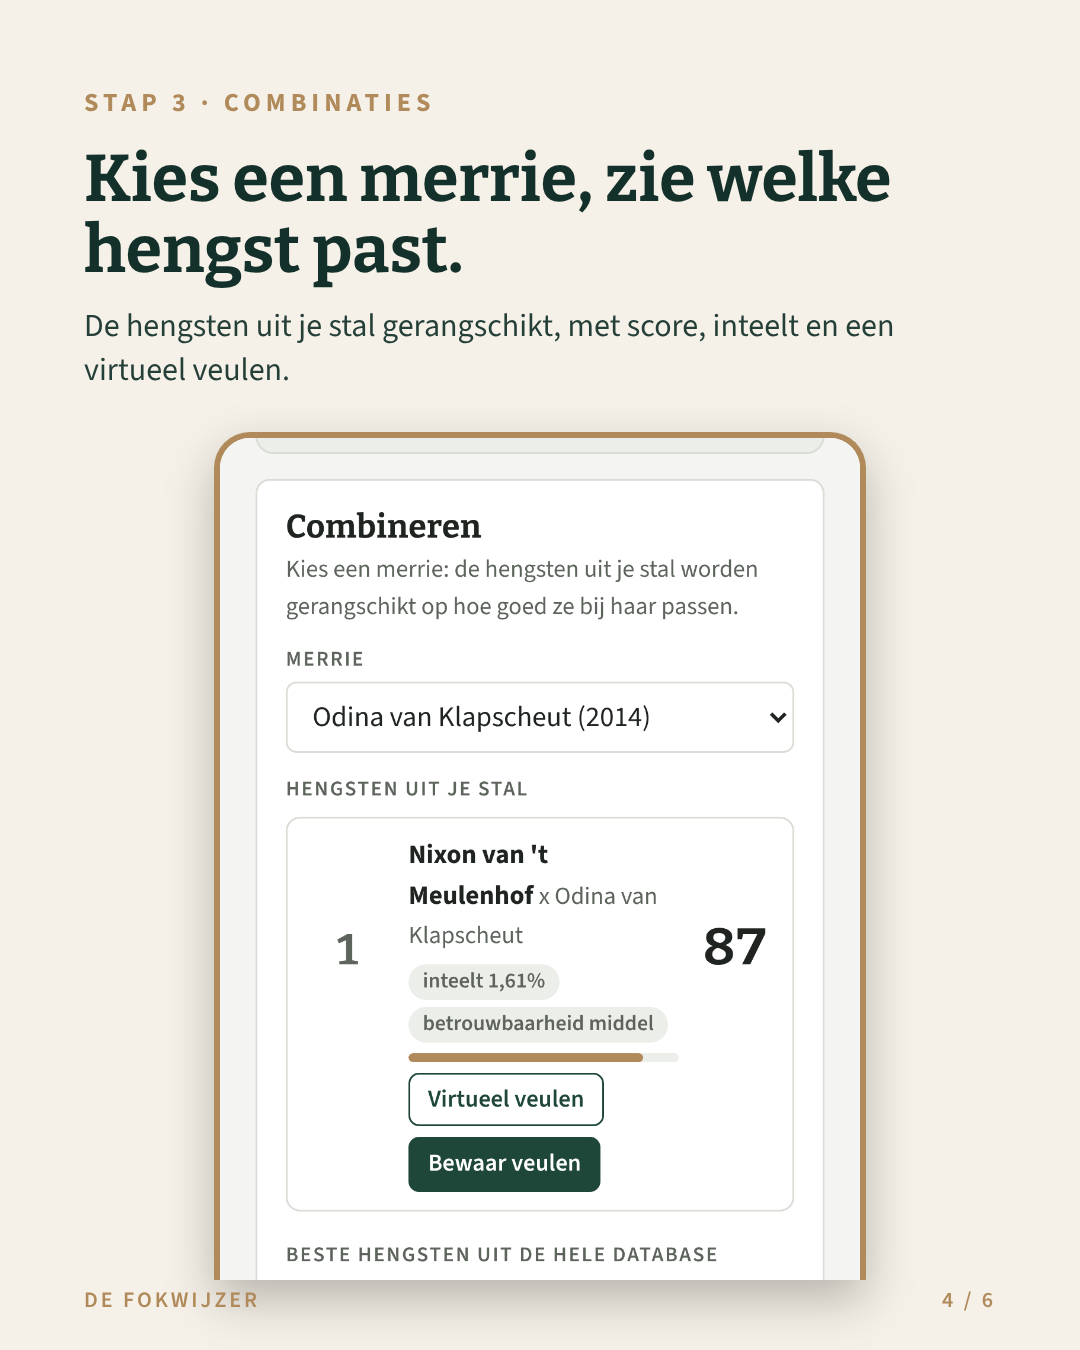 STAP 3 · COMBINATIES
Kies een merrie, zie welke
hengst past.
De hengsten uit je stal gerangschikt, met score, inteelt en een
virtueel veulen.
Combineren
Kies een merrie: de hengsten uit je stal worden
gerangschikt op hoe goed ze bij haar passen.
MERRIE
Odina van Klapscheut (2014)
HENGSTEN UIT JE STAL
1
Nixon van 't
Meulenhof x Odina van
Klapscheut
87
inteelt 1,61%
betrouwbaarheid middel
Virtueel veulen
Bewaar veulen
BESTE HENGSTEN UIT DE HELE DATABASE
DE FOKWIJZER
4 / 6